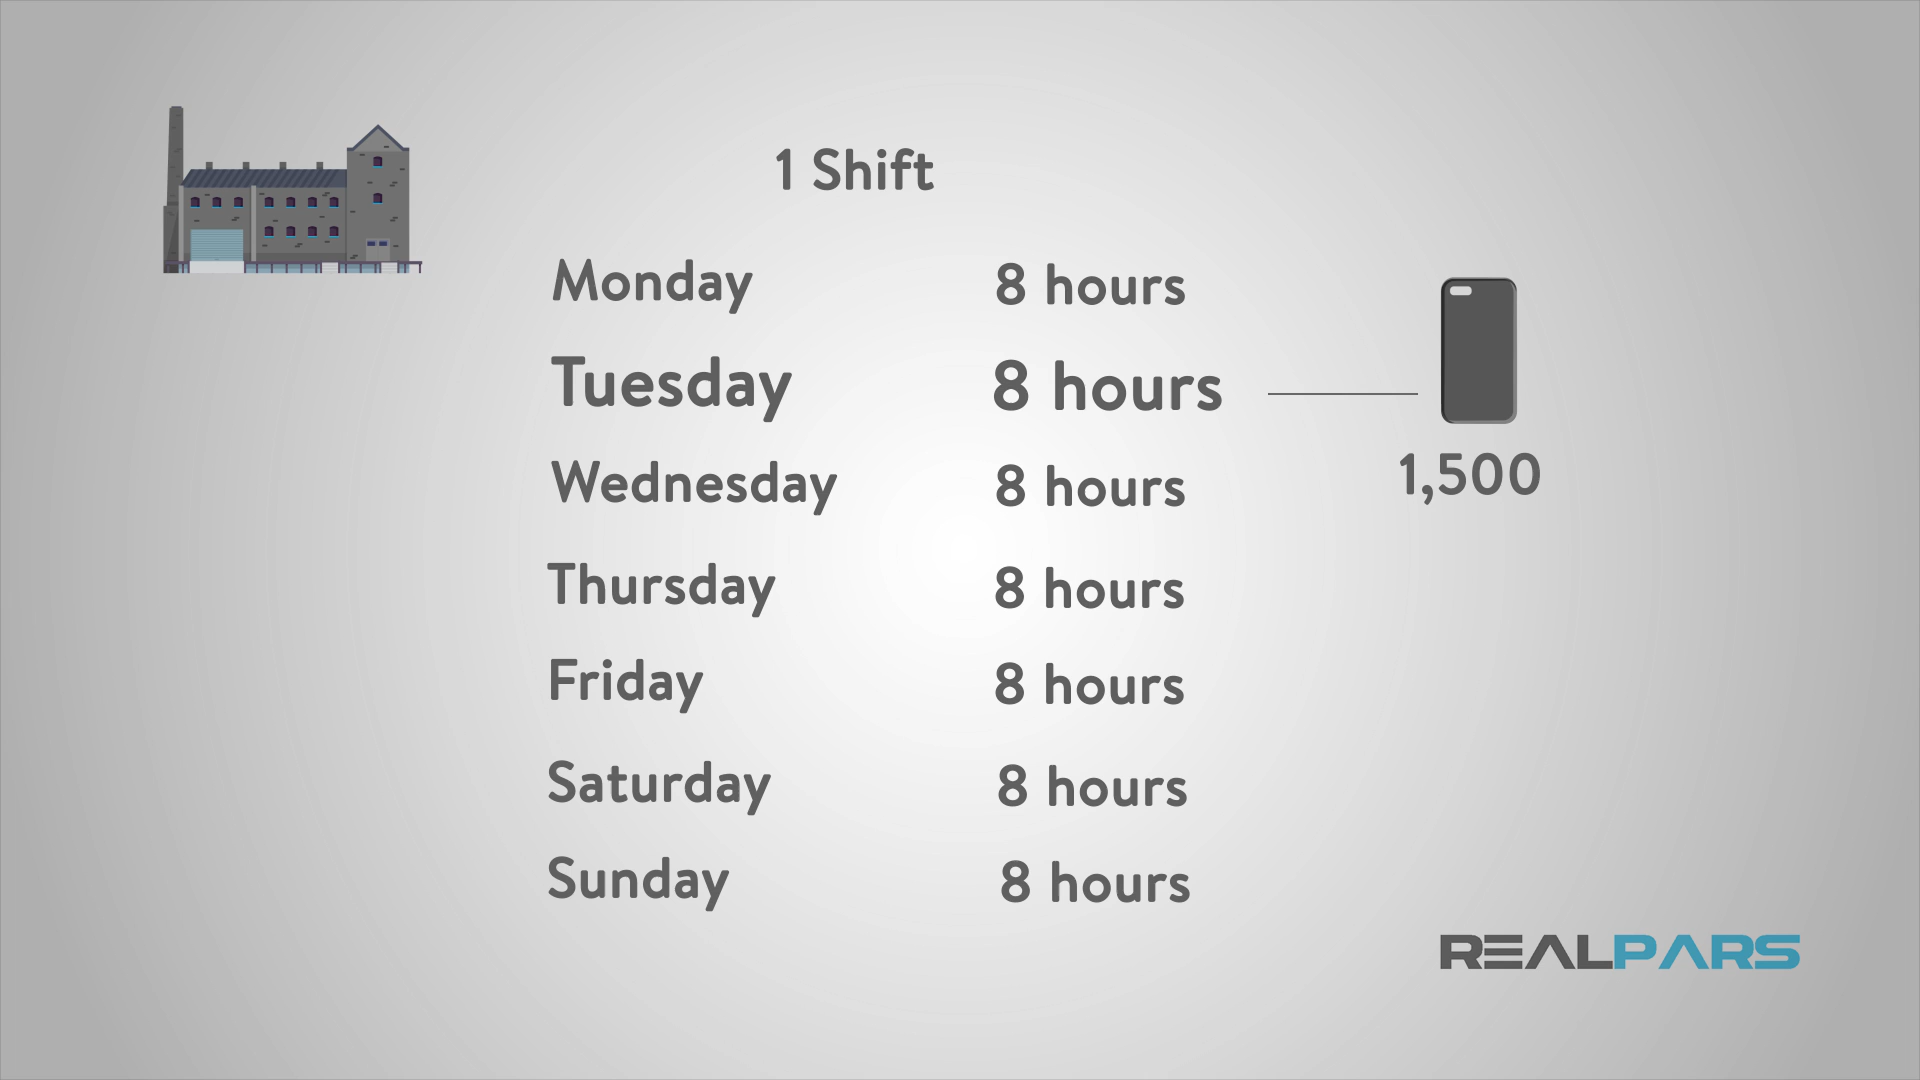 1 Shift
Monday 8 hours
Tuesday 8 hours
Wednesday 8 hours
1,500
Thursday 8 hours
Friday 8 hours
Saturday 8 hours
Sunday 8 hours
REALPARS